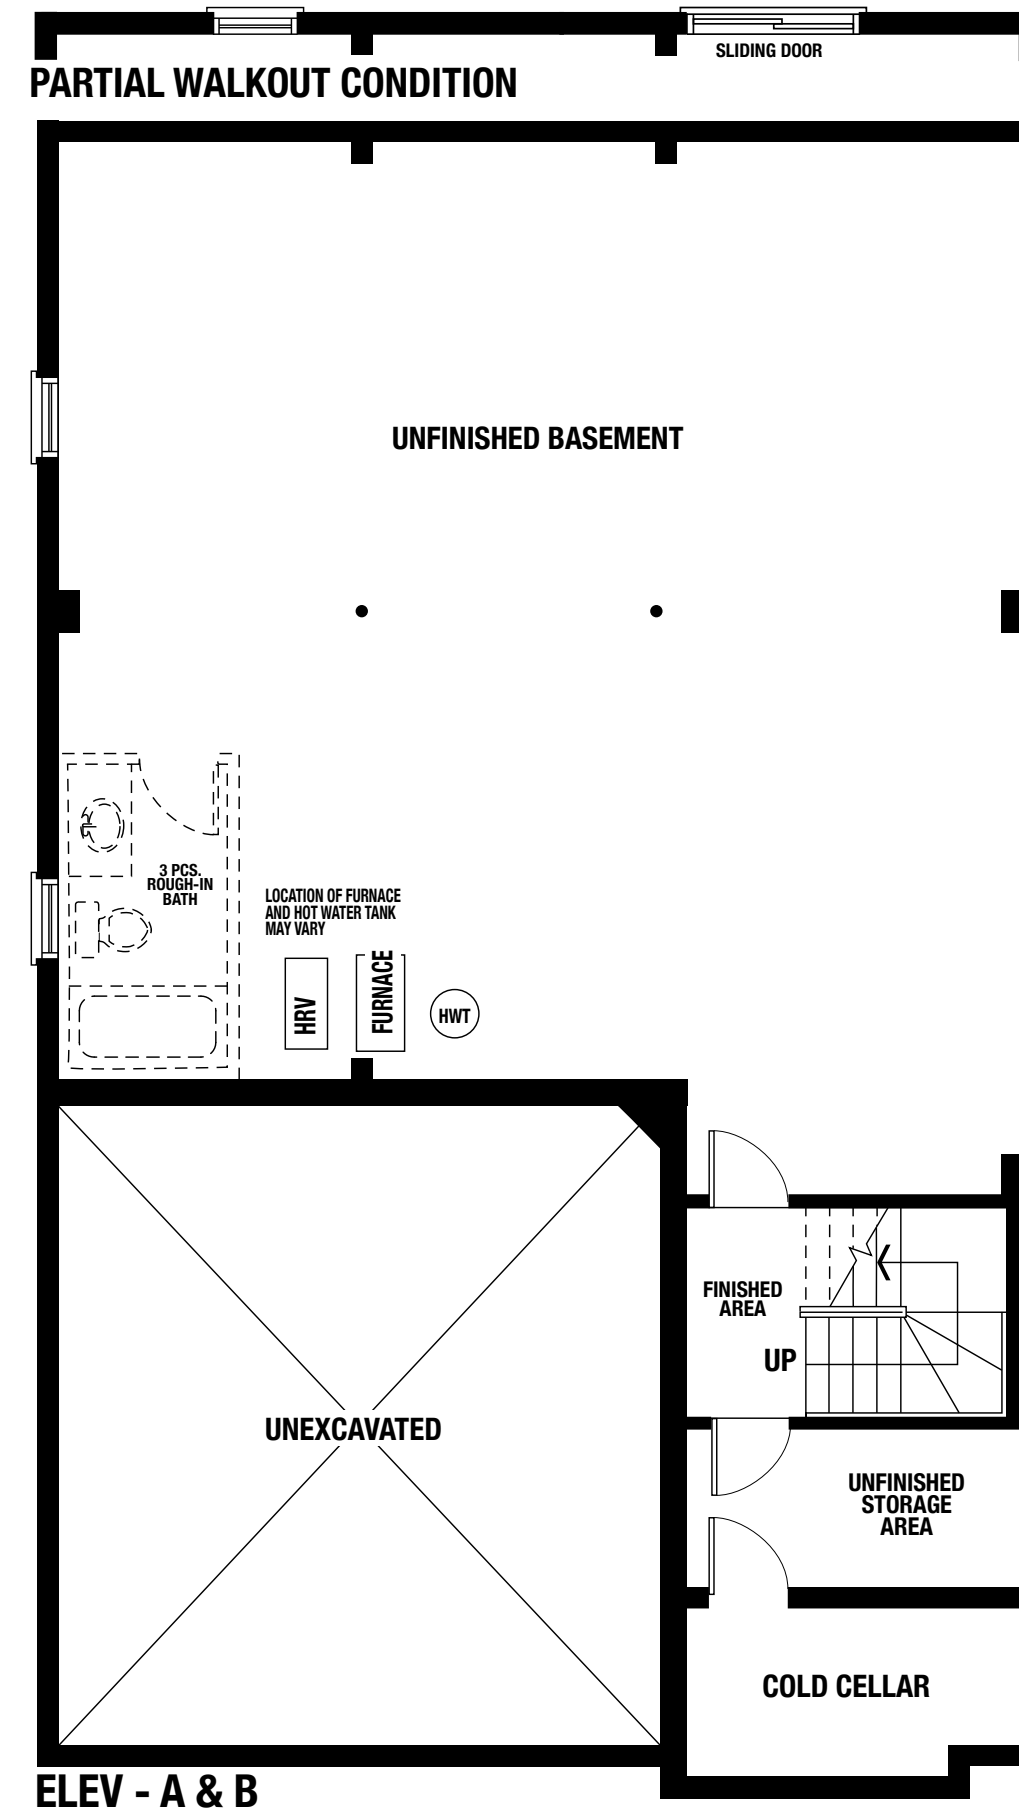 SLIDING DOOR
PARTIAL WALKOUT CONDITION
UNFINISHED BASEMENT
3 PCS.
ROUGH-IN
BATH
LOCATION OF FURNACE
AND HOT WATER TANK
MAY VARY
HRV
FURNACE
HWT
FINISHED
AREA
UP
UNEXCAVATED
UNFINISHED
STORAGE
AREA
COLD CELLAR
ELEV - A & B